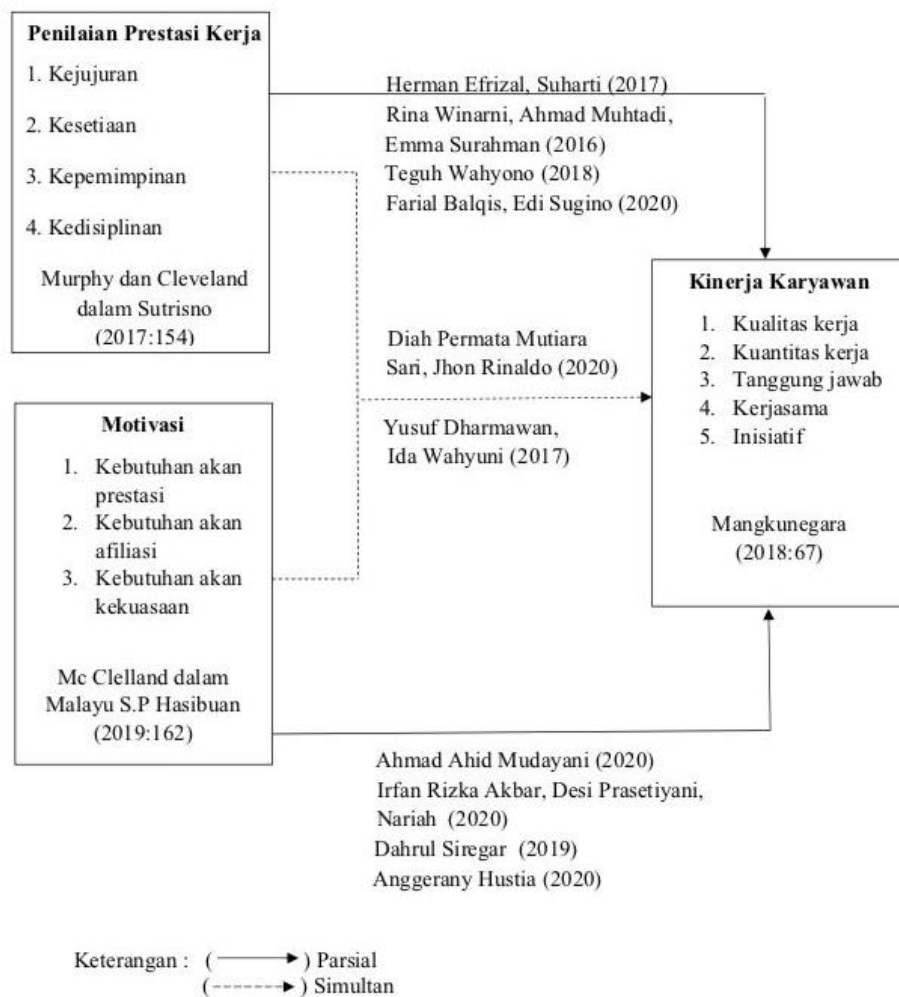 Penilaian Prestasi Kerja
1. Kejujuran
2. Kesetiaan
3. Kepemimpinan
4. Kedisiplinan
Murphy dan Cleveland
dalam Sutrisno
(2017:154)
Herman Efrizal, Suharti (2017)
Rina Winarni, Ahmad Muhtadi,
Emma Surahman (2016)
Teguh Wahyono (2018)
Farial Balqis, Edi Sugino (2020)
Diah Permata Mutiara
Sari, Jhon Rinaldo (2020)
Yusuf Dharmawan,
Ida Wahyuni (2017)
Kinerja Karyawan
1. Kualitas kerja
2. Kuantitas kerja
3. Tanggung jawab
4. Kerjasama
5. Inisiatif
Mangkunegara
(2018:67)
Motivasi
1. Kebutuhan akan
prestasi
2. Kebutuhan akan
afiliasi
3. Kebutuhan akan
kekuasaan
Mc Clelland dalam
Malayu S.P Hasibuan
(2019:162)
Ahmad Ahid Mudayani (2020)
Irfan Rizka Akbar, Desi Prasetiyani,
Nariah (2020)
Dahrul Siregar (2019)
Anggerany Hustia (2020)
Keterangan : ( ) Parsial
( ) Simultan